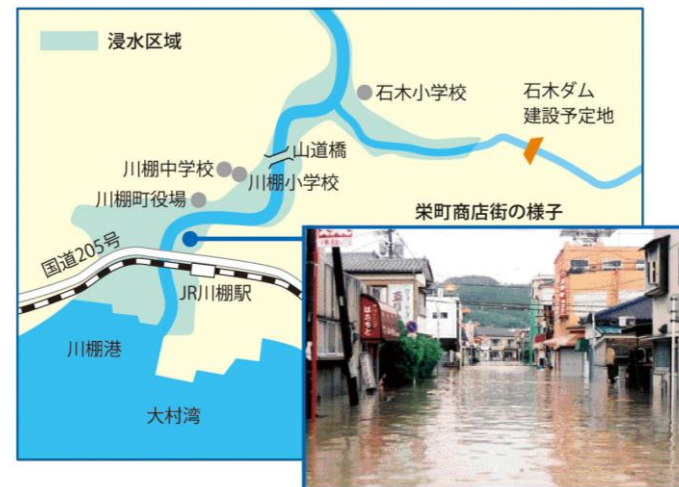 浸水区域
石木小学校
石木ダム
建設予定地
山道橋
川棚中学校
川棚小学校
川棚町役場
栄町商店街の様子
国道205号
JR川棚駅
川棚港
大村湾